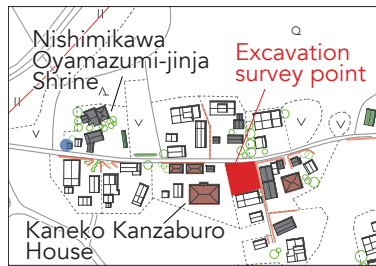 Nishimikawa
Oyamazumi-jinja
Shrine
Excavation
survey point
Kaneko Kanzaburo
House